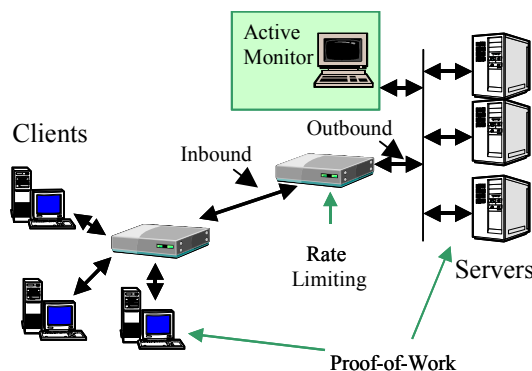 Active
Monitor
Clients
Outbound
Inbound
Rate
Limiting
Servers
Proof-of-Work